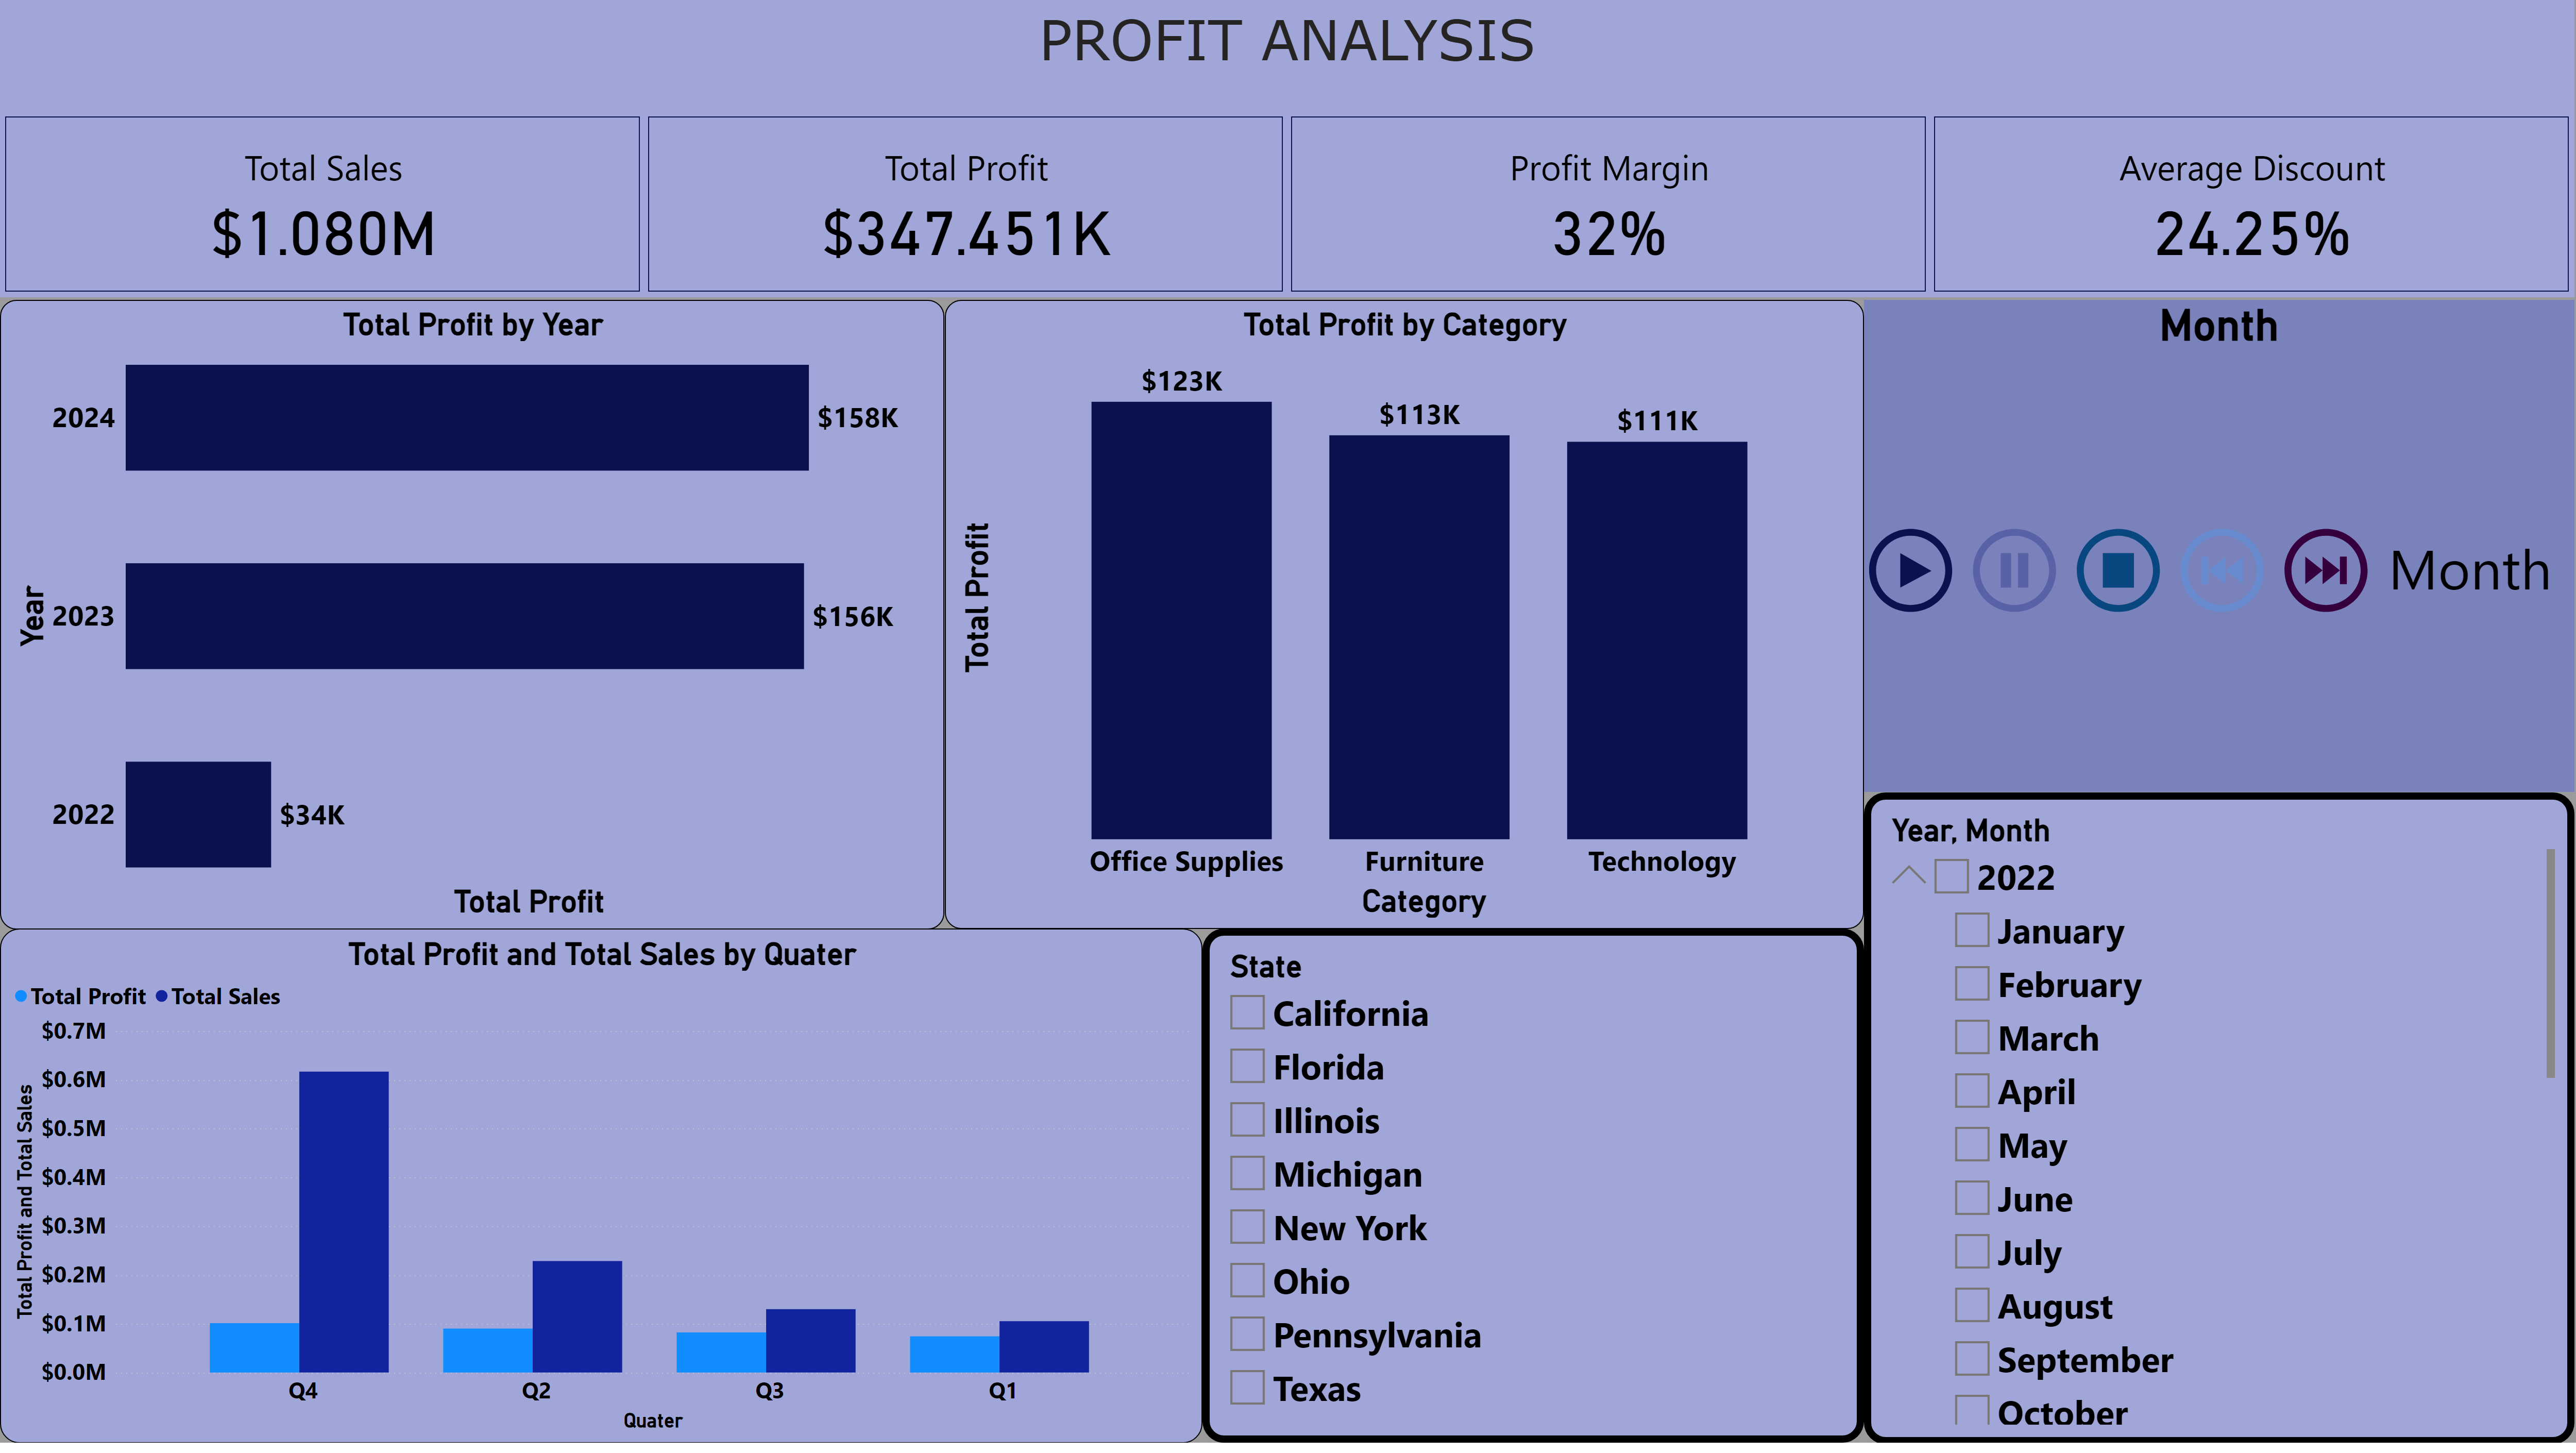 PROFIT ANALYSIS
Total Sales
$1.080M
Total Profit
$347.451K
Profit Margin
32%
Average Discount
24.25%
Total Profit by Year
Year
2024
$158K
2023
$156K
2022
$34K
Total Profit
Total Profit by Category
Total Profit
$123K
$113K
$111K
Office Supplies
Furniture
Technology
Category
Month
Month
Total Profit and Total Sales by Quater
Total Profit
Total Sales
Total Profit and Total Sales
$0.7M
$0.6M
$0.5M
$0.4M
$0.3M
$0.2M
$0.1M
$0.0M
Q4
Q2
Q3
Q1
Quater
State
California
Florida
Illinois
Michigan
New York
Ohio
Pennsylvania
Texas
Year, Month
2022
January
February
March
April
May
June
July
August
September
October